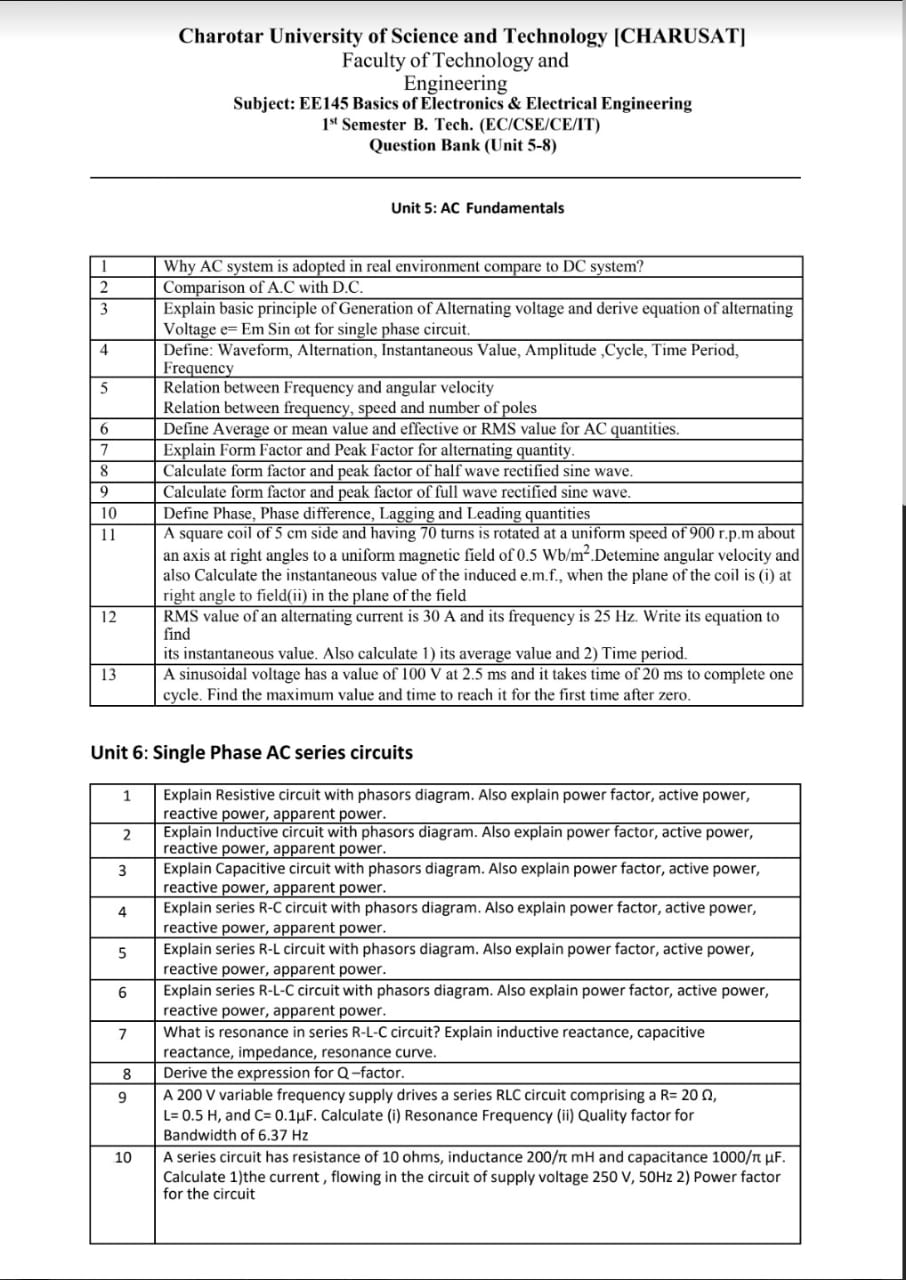 Charotar University of Science and Technology [CHARUSAT]
Faculty of Technology and
Engineering
Subject: EE145 Basics of Electronics & Electrical Engineering
1st Semester B. Tech. (EC/CSE/CE/IT)
Question Bank (Unit 5-8)
Unit 5: AC Fundamentals
1 Why AC system is adopted in real environment compare to DC system?
2 Comparison of A.C with D.C.
3 Explain basic principle of Generation of Alternating voltage and derive equation of alternating
Voltage e= Em Sin ωt for single phase circuit.
4 Define: Waveform, Alternation, Instantaneous Value, Amplitude ,Cycle, Time Period,
Frequency
5 Relation between Frequency and angular velocity
Relation between frequency, speed and number of poles
6 Define Average or mean value and effective or RMS value for AC quantities.
7 Explain Form Factor and Peak Factor for alternating quantity.
8 Calculate form factor and peak factor of half wave rectified sine wave.
9 Calculate form factor and peak factor of full wave rectified sine wave.
10 Define Phase, Phase difference, Lagging and Leading quantities
11 A square coil of 5 cm side and having 70 turns is rotated at a uniform speed of 900 r.p.m about
an axis at right angles to a uniform magnetic field of 0.5 Wb/m².Detemine angular velocity and
also Calculate the instantaneous value of the induced e.m.f., when the plane of the coil is (i) at
right angle to field(ii) in the plane of the field
12 RMS value of an alternating current is 30 A and its frequency is 25 Hz. Write its equation to
find
its instantaneous value. Also calculate 1) its average value and 2) Time period.
13 A sinusoidal voltage has a value of 100 V at 2.5 ms and it takes time of 20 ms to complete one
cycle. Find the maximum value and time to reach it for the first time after zero.
Unit 6: Single Phase AC series circuits
1 Explain Resistive circuit with phasors diagram. Also explain power factor, active power,
reactive power, apparent power.
2 Explain Inductive circuit with phasors diagram. Also explain power factor, active power,
reactive power, apparent power.
3 Explain Capacitive circuit with phasors diagram. Also explain power factor, active power,
reactive power, apparent power.
4 Explain series R-C circuit with phasors diagram. Also explain power factor, active power,
reactive power, apparent power.
5 Explain series R-L circuit with phasors diagram. Also explain power factor, active power,
reactive power, apparent power.
6 Explain series R-L-C circuit with phasors diagram. Also explain power factor, active power,
reactive power, apparent power.
7 What is resonance in series R-L-C circuit? Explain inductive reactance, capacitive
reactance, impedance, resonance curve.
8 Derive the expression for Q –factor.
9 A 200 V variable frequency supply drives a series RLC circuit comprising a R= 20 Ω,
L= 0.5 H, and C= 0.1μF. Calculate (i) Resonance Frequency (ii) Quality factor for
Bandwidth of 6.37 Hz
10 A series circuit has resistance of 10 ohms, inductance 200/π mH and capacitance 1000/π μF.
Calculate 1)the current , flowing in the circuit of supply voltage 250 V, 50Hz 2) Power factor
for the circuit